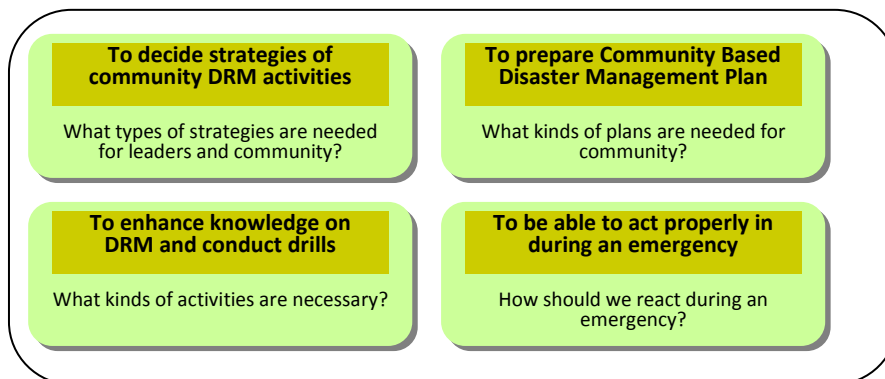 To decide strategies of
community DRM activities
What types of strategies are needed
for leaders and community?
To prepare Community Based
Disaster Management Plan
What kinds of plans are needed for
community?
To enhance knowledge on
DRM and conduct drills
What kinds of activities are necessary?
To be able to act properly in
during an emergency
How should we react during an
emergency?